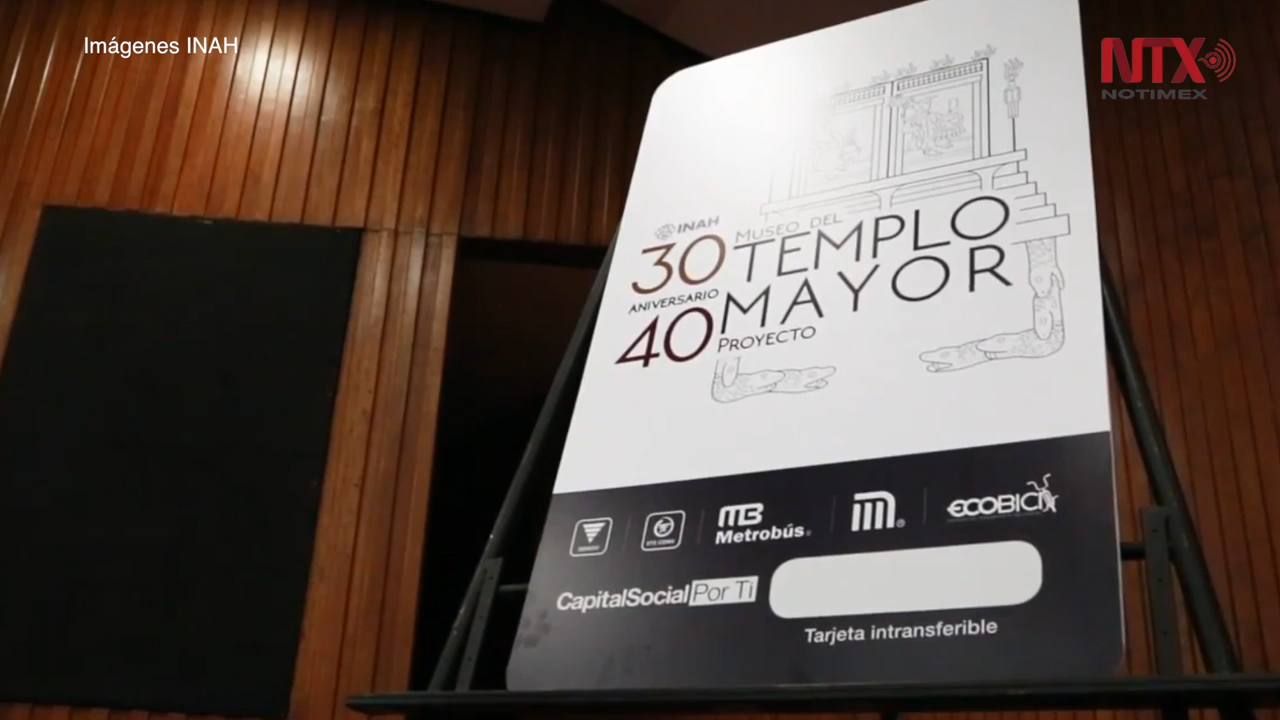 Imágenes INAH
NTX
NOTIMEX
INAH
30 MUSEO DEL
TEMPLO
ANIVERSARIO
MAYOR
40 PROYECTO
MB
Metrobús
ECOBICI
CapitalSocial Por Ti
Tarjeta intransferible